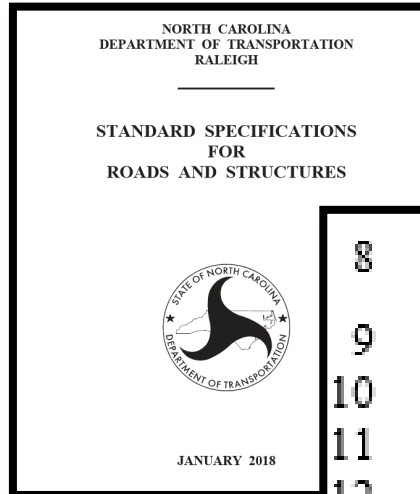 NORTH CAROLINA
DEPARTMENT OF TRANSPORTATION
RALEIGH
STANDARD SPECIFICATIONS
FOR
ROADS AND STRUCTURES
STATE OF NORTH CAROLINA
DEPARTMENT OF TRANSPORTATION
JANUARY 2018
8
9
10
11